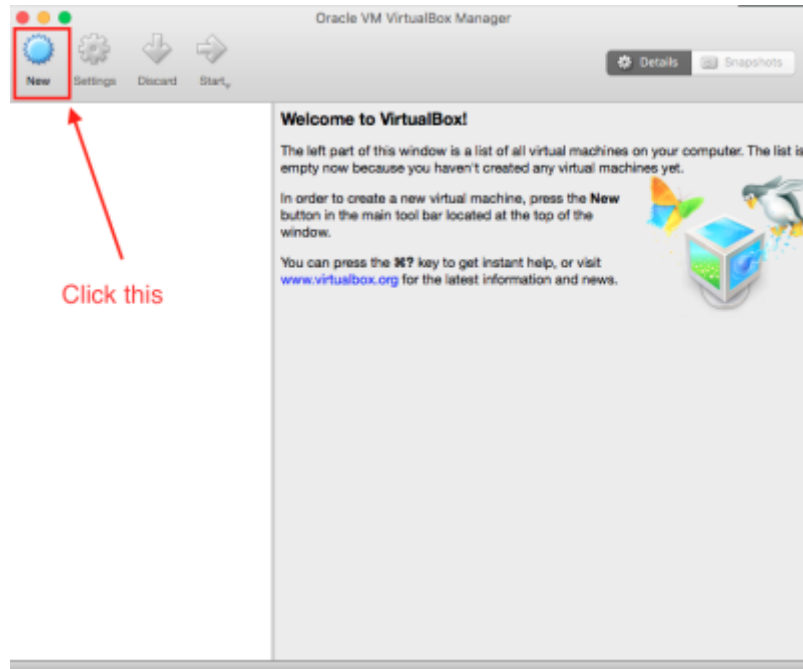 Oracle VM VirtualBox Manager
New Settings Discard Start
Details Snapshots
Welcome to VirtualBox!
The left part of this window is a list of all virtual machines on your computer. The list is
empty now because you haven't created any virtual machines yet.
In order to create a new virtual machine, press the New
button in the main tool bar located at the top of the
window.
You can press the ⌘? key to get instant help, or visit
www.virtualbox.org for the latest information and news.
Click this